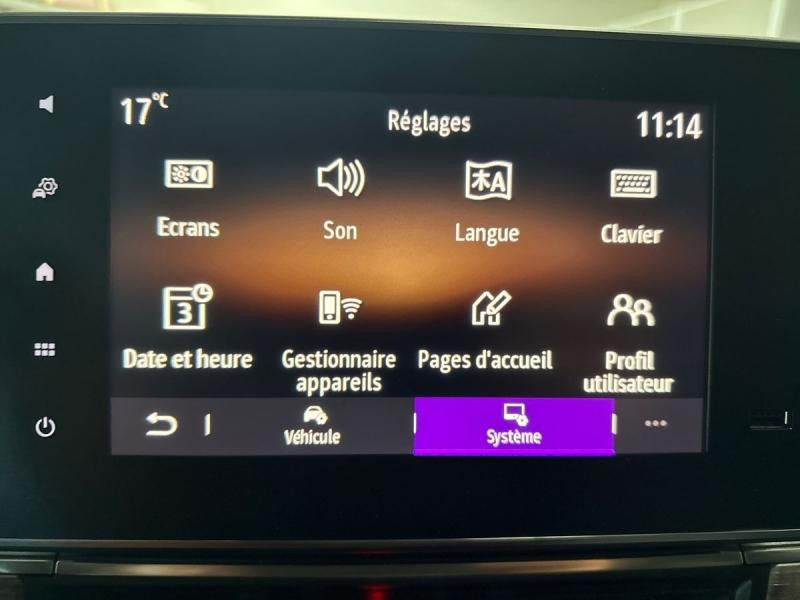 17°C
Réglages
11:14
Ecrans
Son
Langue
Clavier
3
Date et heure
Gestionnaire
appareils
Pages d'accueil
Profil
utilisateur
Véhicule
Système